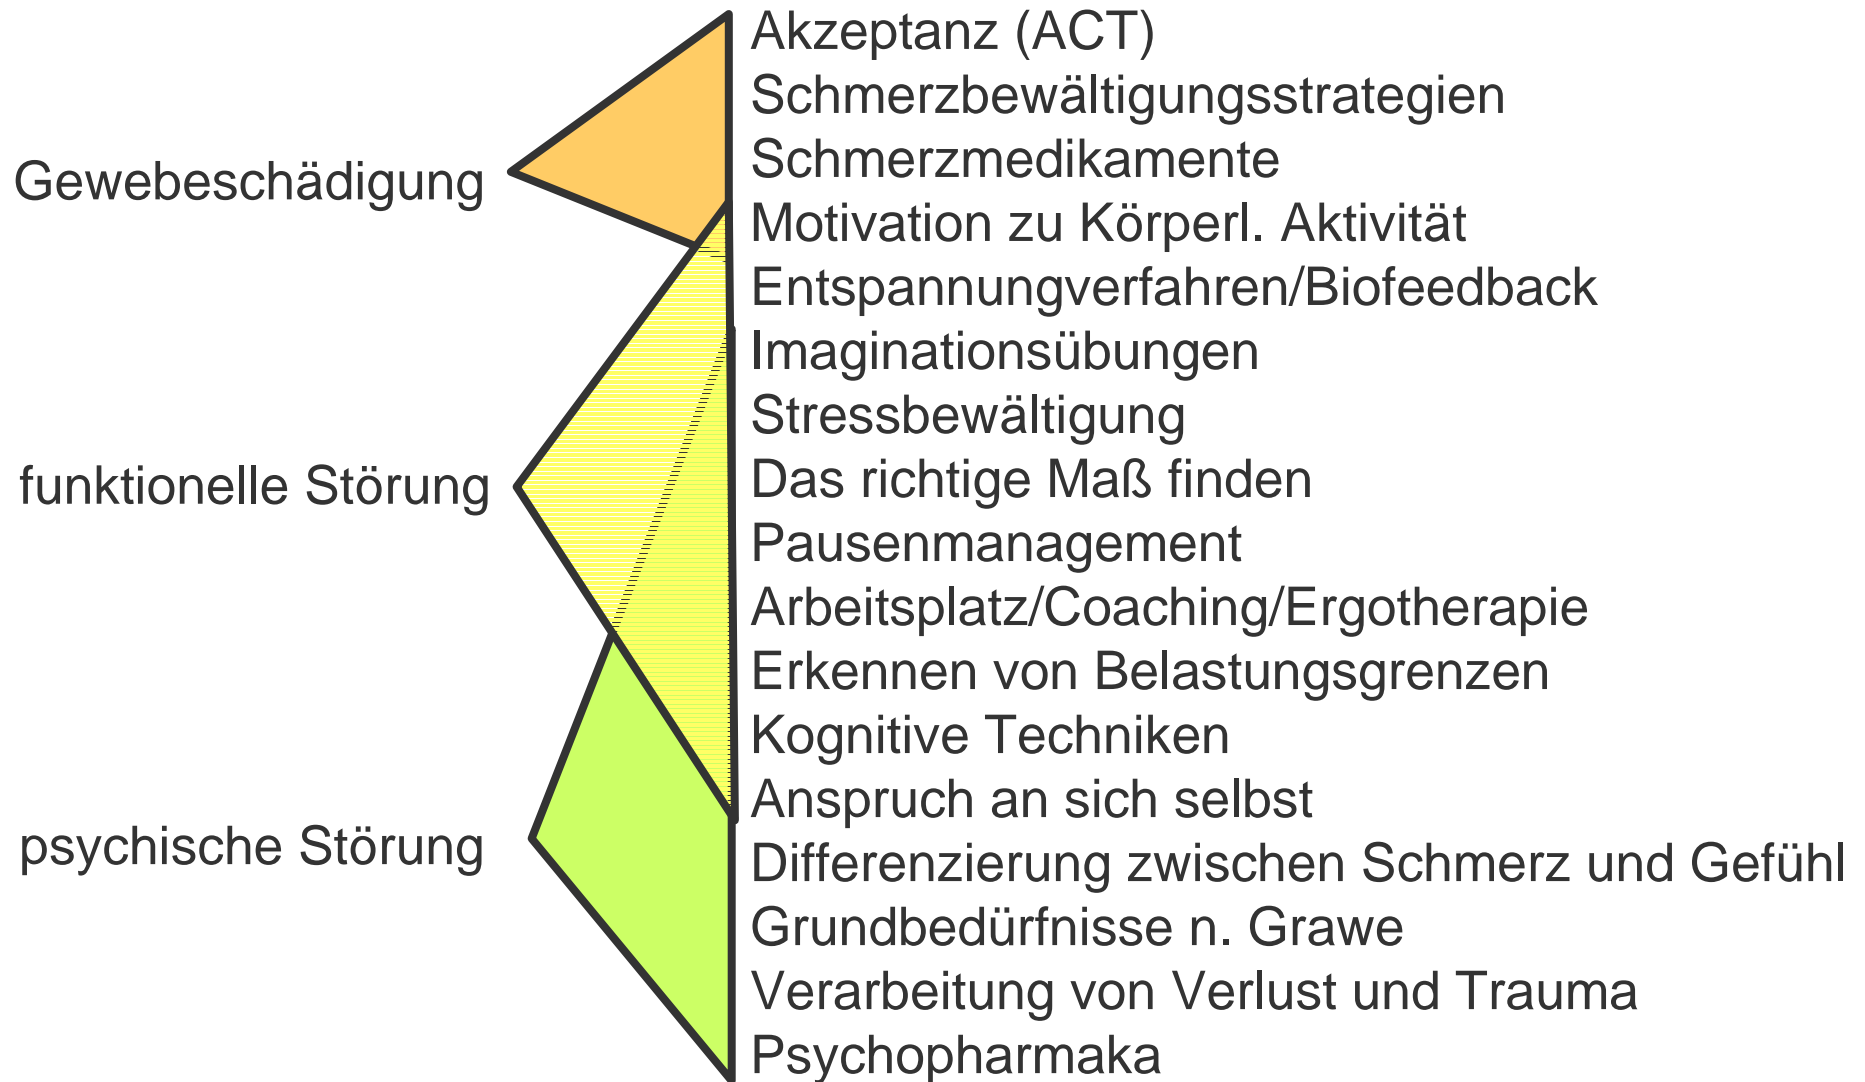 Akzeptanz (ACT)
Schmerzbewältigungsstrategien
Schmerzmedikamente
Gewebeschädigung
Motivation zu Körperl. Aktivität
Entspannungverfahren/Biofeedback
Imaginationsübungen
Stressbewältigung
funktionelle Störung
Das richtige Maß finden
Pausenmanagement
Arbeitsplatz/Coaching/Ergotherapie
Erkennen von Belastungsgrenzen
Kognitive Techniken
Anspruch an sich selbst
psychische Störung
Differenzierung zwischen Schmerz und Gefühl
Grundbedürfnisse n. Grawe
Verarbeitung von Verlust und Trauma
Psychopharmaka